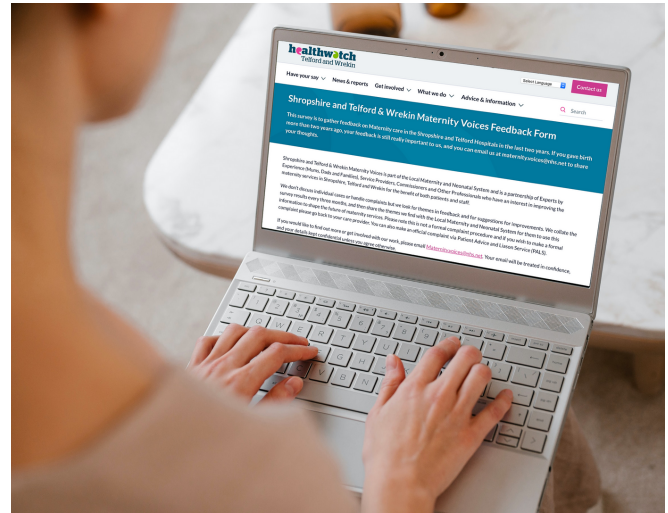 healthwatch
Telford and Wrekin
Select Language
Contact us
Have your say News & reports Get involved What we do Advice & information Search
Shropshire and Telford & Wrekin Maternity Voices Feedback Form
This survey is to gather feedback on Maternity care in the Shropshire and Telford Hospitals in the last two years. If you gave birth
more than two years ago, your feedback is still really important to us, and you can email us at maternityvoices@nhs.net to share
your thoughts.
Shropshire and Telford & Wrekin Maternity Voices is part of the Local Maternity and Neonatal System and is a partnership of Experts by
Experience (Mums, Dads and Families), Service Providers, Commissioners and Other Professionals who have an interest in improving the
maternity services in Shropshire, Telford and Wrekin for the benefit of both patients and staff.
We don't discuss individual cases or handle complaints but we look for themes in feedback and for suggestions for improvements. We collate the
survey results every three months, and then share the themes we find with the Local Maternity and Neonatal System for them to use this
information to shape the future of maternity services. Please note this is not a formal complaint procedure and if you wish to make a formal
complaint please go back to your care provider. You can also make an official complaint via Patient Advice and Liaison Service (PALS).
If you would like to find out more or get involved with our work, please email Maternityvoices@nhs.net. Your email will be treated in confidence,
and your details kept confidential unless you agree otherwise.
Q W E R T Y U
G H
V B N